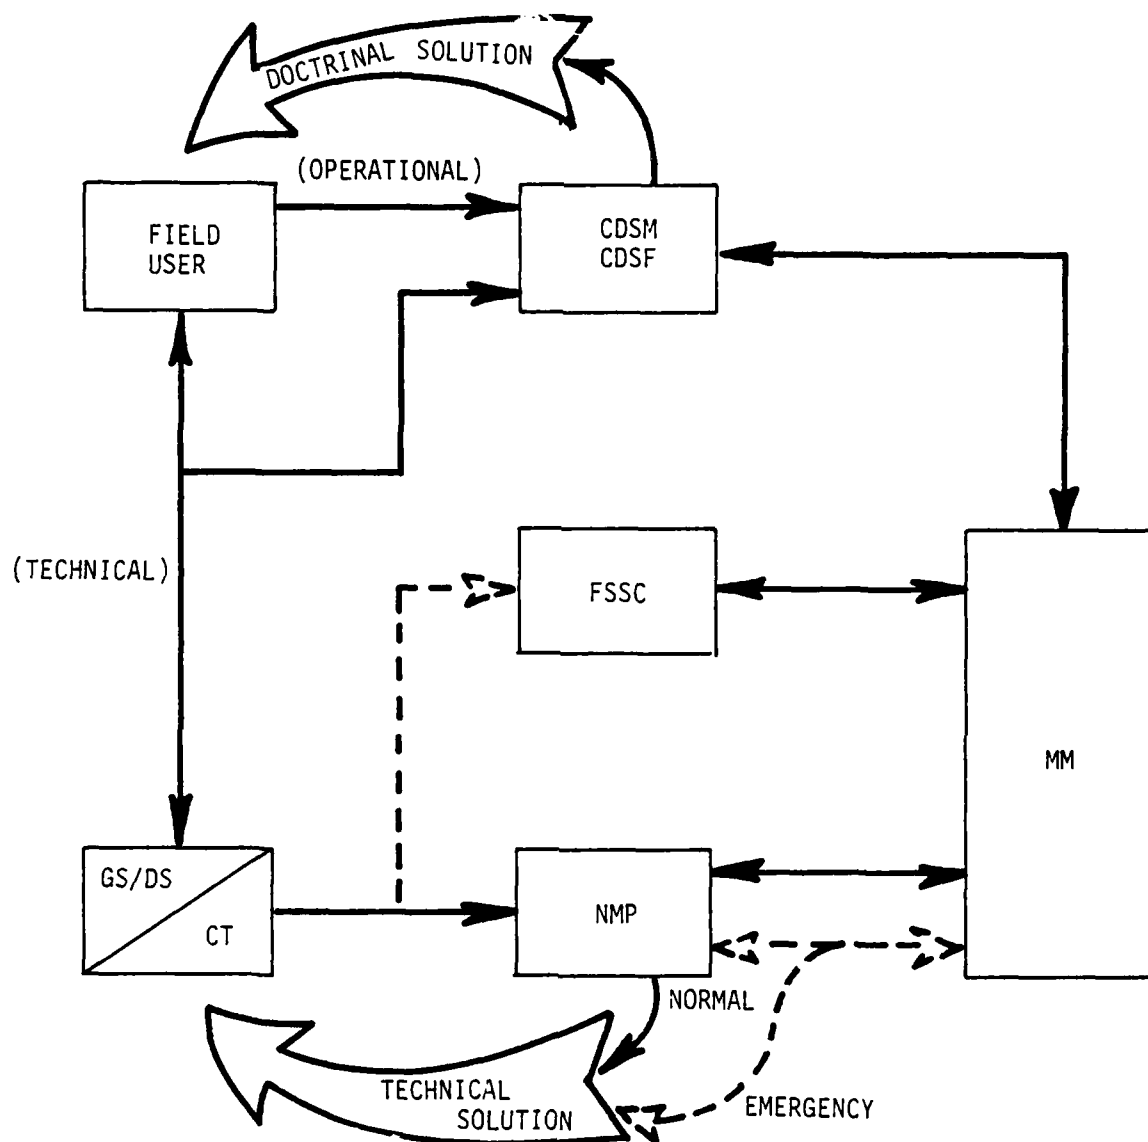 DOCTRINAL SOLUTION
(OPERATIONAL)
FIELD
USER
CDSM
CDSF
(TECHNICAL)
FSSC
MM
GS/DS
CT
NMP
NORMAL
TECHNICAL
SOLUTION
EMERGENCY